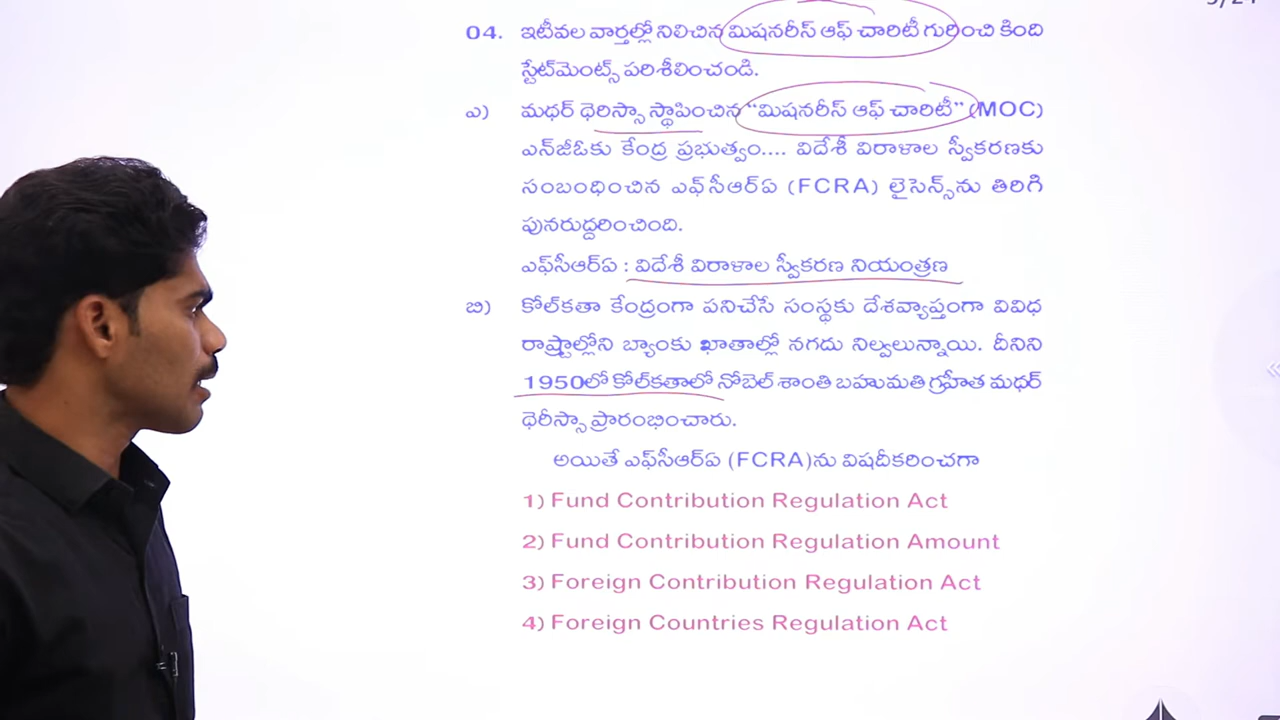 04. ఇటీవల వార్తల్లో నిలిచిన మిషనరీస్ ఆఫ్ చారిటీ గురించి కింది
స్టేట్‌మెంట్స్ పరిశీలించండి.
ఎ) మధర్ థెరిస్సా స్థాపించిన “మిషనరీస్ ఆఫ్ చారిటీ” (MOC)
ఎన్‌జీఓకు కేంద్ర ప్రభుత్వం.... విదేశీ విరాళాల స్వీకరణకు
సంబంధించిన ఎఫ్‌సీఆర్‌ఏ (FCRA) లైసెన్స్‌ను తిరిగి
పునరుద్దరించింది.
ఎఫ్‌సీఆర్‌ఏ : విదేశీ విరాళాల స్వీకరణ నియంత్రణ
బి) కోల్‌కతా కేంద్రంగా పనిచేసే సంస్థకు దేశవ్యాప్తంగా వివిధ
రాష్ట్రాల్లోని బ్యాంకు ఖాతాల్లో నగదు నిల్వలున్నాయి. దీనిని
1950లో కోల్‌కతాలో నోబెల్ శాంతి బహుమతి గ్రహీత మధర్
థెరీస్సా ప్రారంభించారు.
అయితే ఎఫ్‌సీఆర్‌ఏ (FCRA)ను విషదీకరించగా
1) Fund Contribution Regulation Act
2) Fund Contribution Regulation Amount
3) Foreign Contribution Regulation Act
4) Foreign Countries Regulation Act